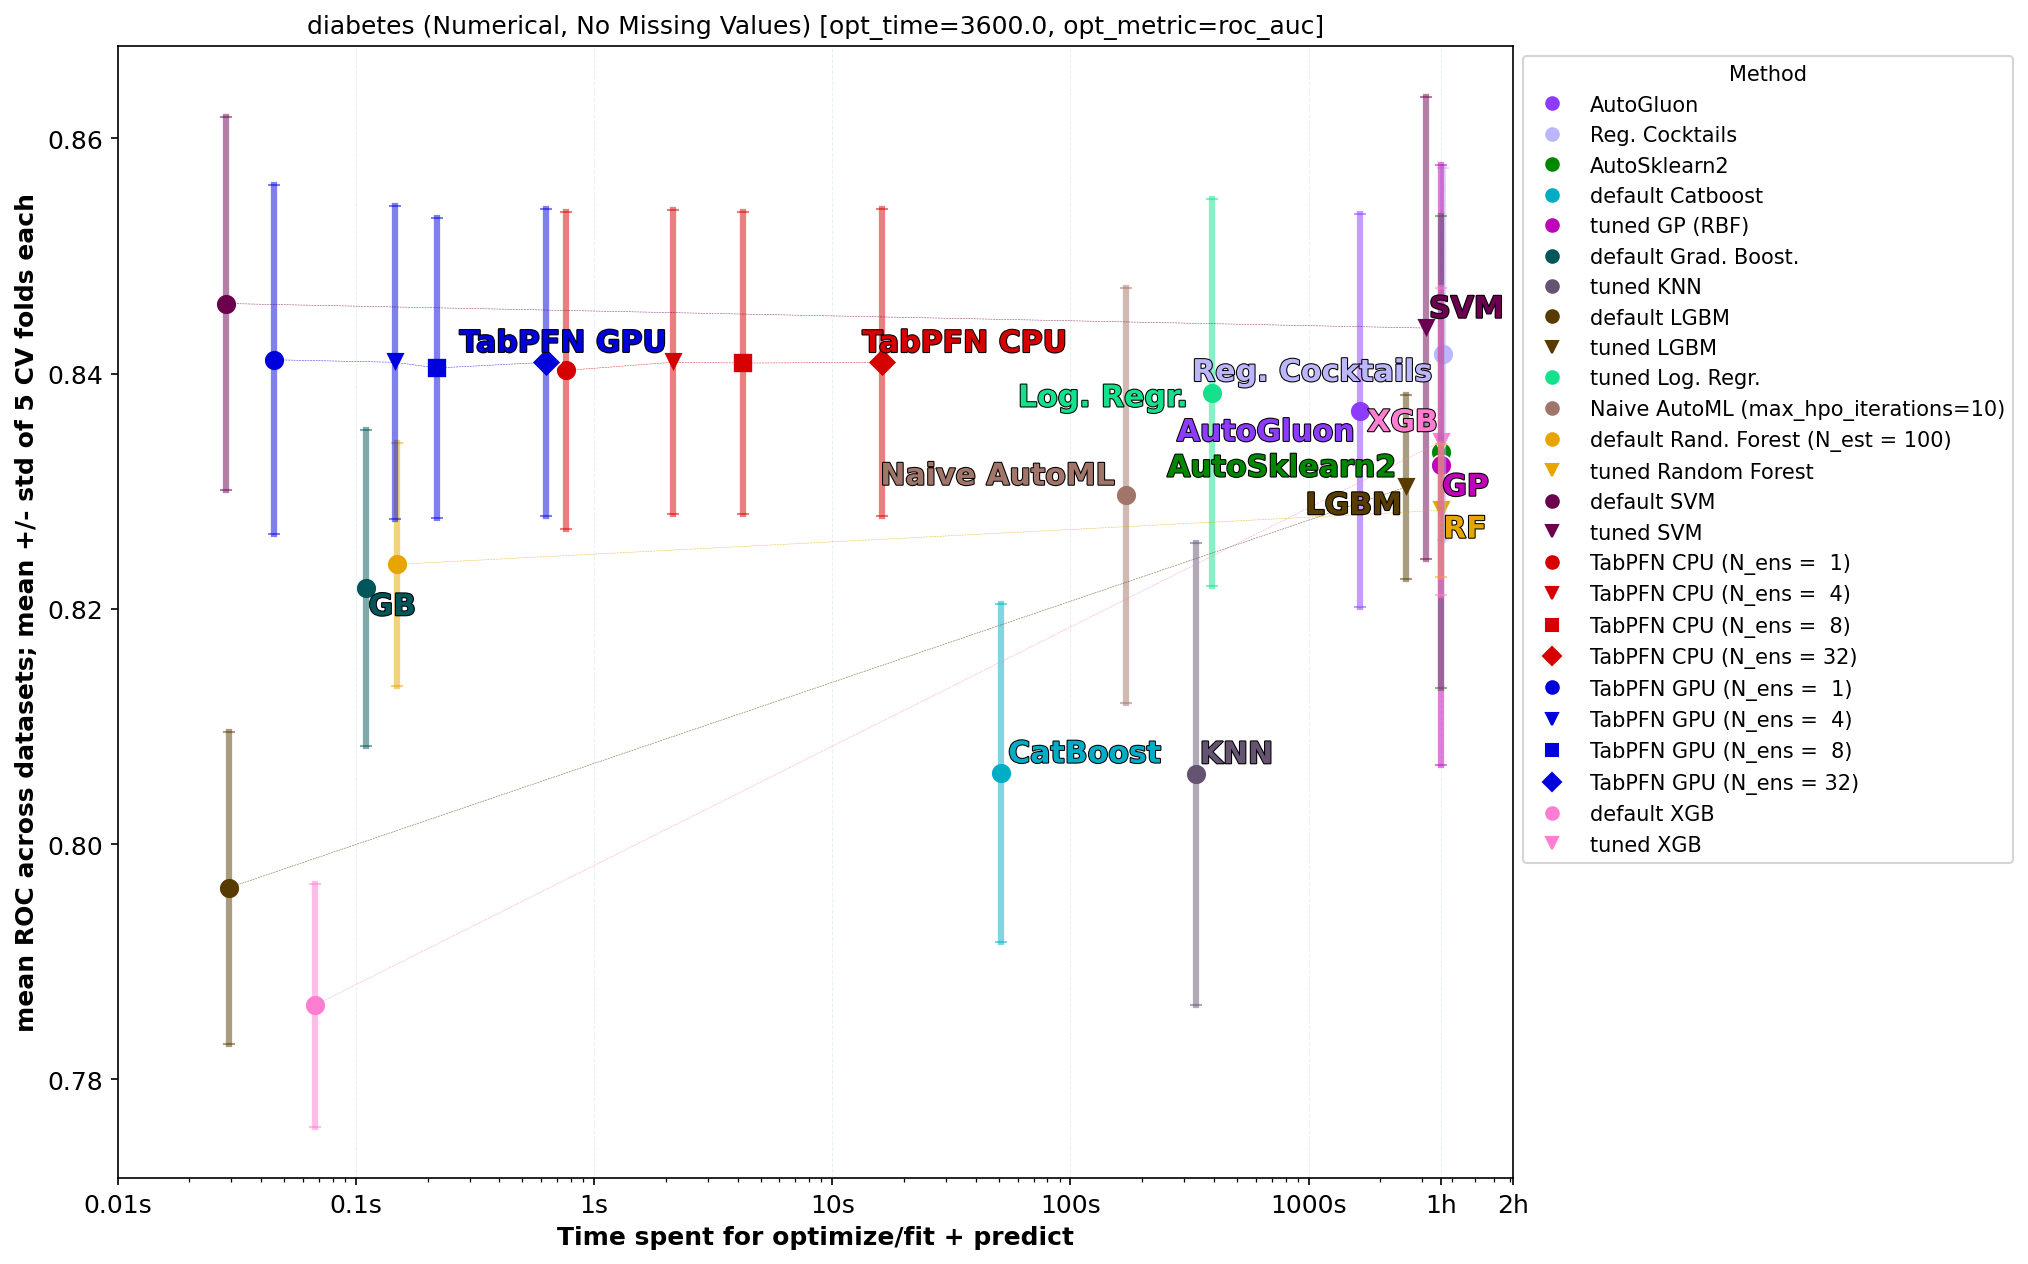 diabetes (Numerical, No Missing Values) [opt_time=3600.0, opt_metric=roc_auc]
mean ROC across datasets; mean +/- std of 5 CV folds each
0.86
0.84
0.82
0.80
0.78
SVM
TabPFN GPU
TabPFN CPU
Reg. Cocktails
Log. Regr.
XGB
AutoGluon
AutoSklearn2
Naive AutoML
GP
LGBM
RF
GB
CatBoost
KNN
0.01s
0.1s
1s
10s
100s
1000s
1h
2h
Time spent for optimize/fit + predict
Method
AutoGluon
Reg. Cocktails
AutoSklearn2
default Catboost
tuned GP (RBF)
default Grad. Boost.
tuned KNN
default LGBM
tuned LGBM
tuned Log. Regr.
Naive AutoML (max_hpo_iterations=10)
default Rand. Forest (N_est = 100)
tuned Random Forest
default SVM
tuned SVM
TabPFN CPU (N_ens =  1)
TabPFN CPU (N_ens =  4)
TabPFN CPU (N_ens =  8)
TabPFN CPU (N_ens = 32)
TabPFN GPU (N_ens =  1)
TabPFN GPU (N_ens =  4)
TabPFN GPU (N_ens =  8)
TabPFN GPU (N_ens = 32)
default XGB
tuned XGB